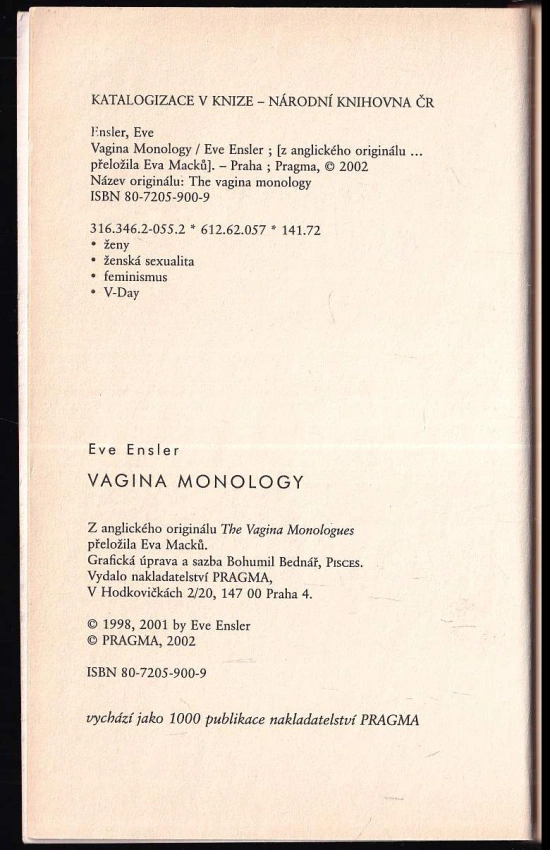 KATALOGIZACE V KNIZE – NÁRODNÍ KNIHOVNA ČR
Ensler, Eve
Vagina Monology / Eve Ensler ; [z anglického originálu ...
přeložila Eva Macků]. – Praha ; Pragma, © 2002
Název originálu: The vagina monology
ISBN 80-7205-900-9
316.346.2-055.2 * 612.62.057 * 141.72
• ženy
• ženská sexualita
• feminismus
• V-Day
Eve Ensler
VAGINA MONOLOGY
Z anglického originálu The Vagina Monologues
přeložila Eva Macků.
Grafická úprava a sazba Bohumil Bednář, PISCES.
Vydalo nakladatelství PRAGMA,
V Hodkovičkách 2/20, 147 00 Praha 4.
© 1998, 2001 by Eve Ensler
© PRAGMA, 2002
ISBN 80-7205-900-9
vychází jako 1000 publikace nakladatelství PRAGMA